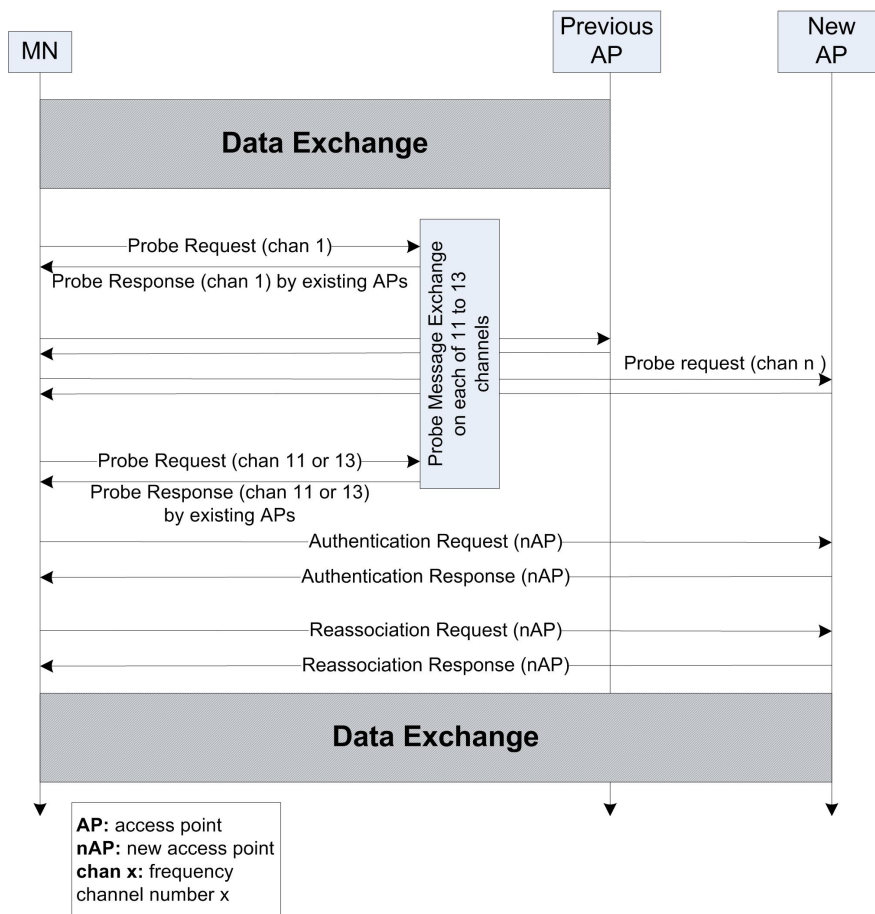 MN
Previous
AP
New
AP
Data Exchange
Probe Request (chan 1)
Probe Response (chan 1) by existing APs
Probe Message Exchange
on each of 11 to 13
channels
Probe request (chan n )
Probe Request (chan 11 or 13)
Probe Response (chan 11 or 13)
by existing APs
Authentication Request (nAP)
Authentication Response (nAP)
Reassociation Request (nAP)
Reassociation Response (nAP)
Data Exchange
AP: access point
nAP: new access point
chan x: frequency
channel number x